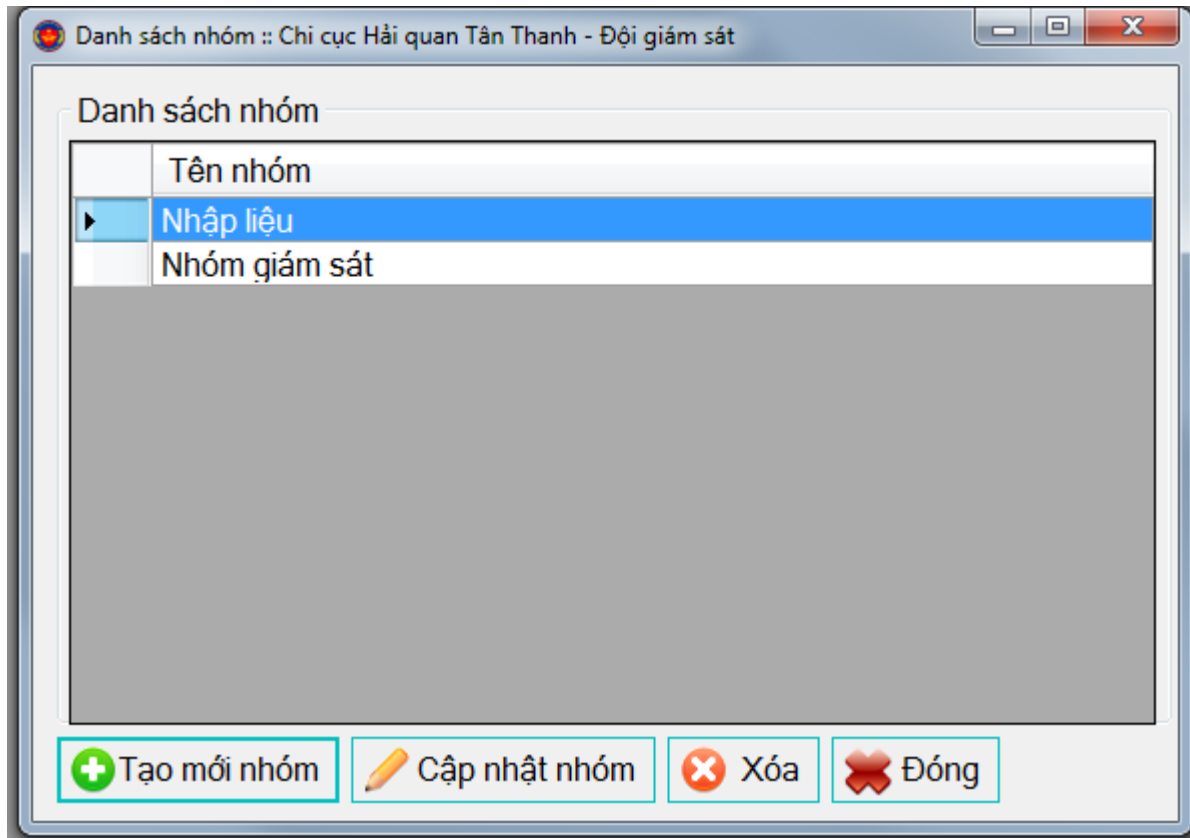 Danh sách nhóm :: Chi cục Hải quan Tân Thanh - Đội giám sát
Danh sách nhóm
Tên nhóm
Nhập liệu
Nhóm giám sát
Tạo mới nhóm Cập nhật nhóm Xóa Đóng